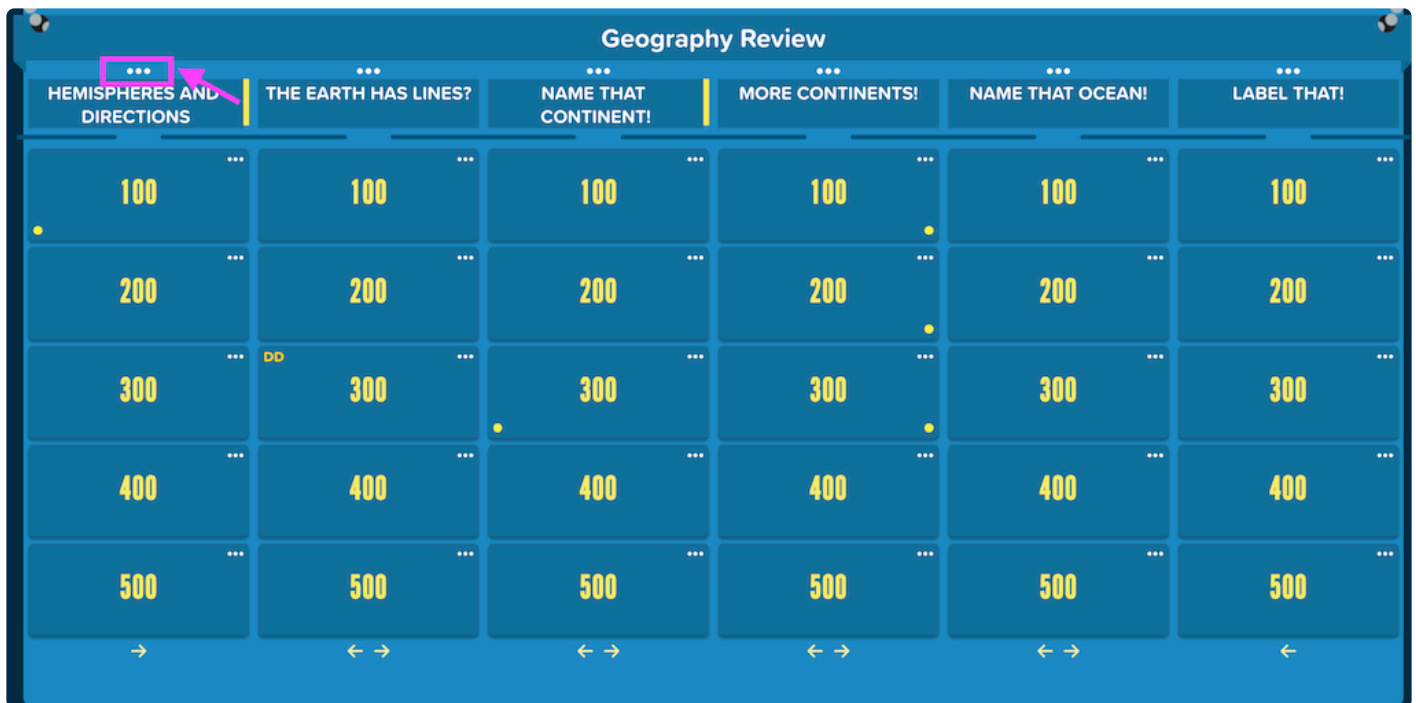 Geography Review
HEMISPHERES AND
DIRECTIONS
THE EARTH HAS LINES?
NAME THAT
CONTINENT!
MORE CONTINENTS!
NAME THAT OCEAN!
LABEL THAT!
100 100 100 100 100 100
200 200 200 200 200 200
DD
300 300 300 300 300 300
400 400 400 400 400 400
500 500 500 500 500 500